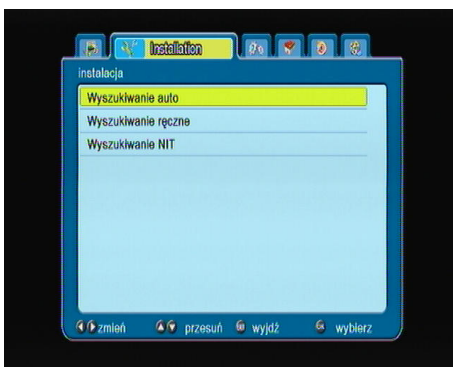 Installation
instalacja
Wyszukiwanie auto
Wyszukiwanie ręczne
Wyszukiwanie NIT
zmień przesuń wyjdź wybierz